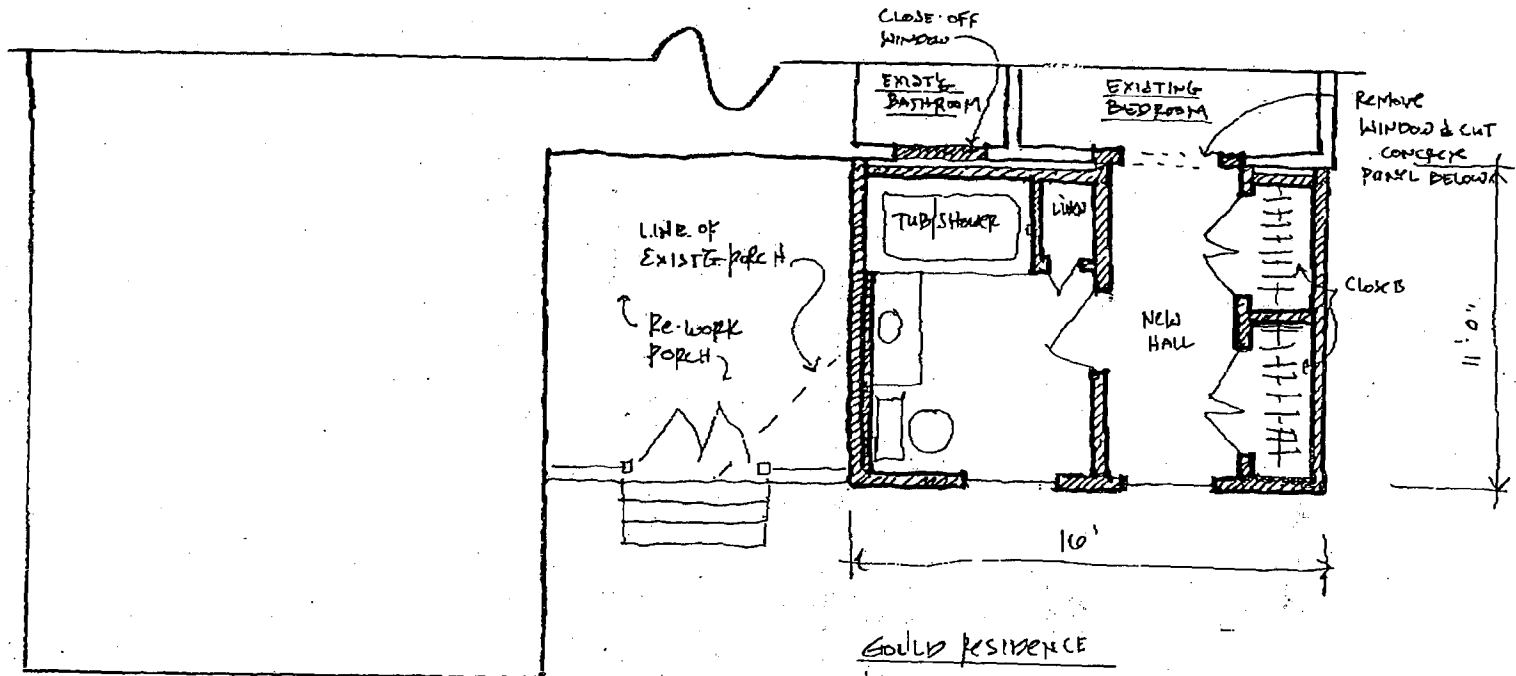 CLOSE-OFF
WINDOW
EXIST'G
BATHROOM
EXISTING
BEDROOM
REMOVE
WINDOW & CUT
CONCRETE
PANEL BELOW
TUB/SHOWER
LINEN
LINE OF
EXIST'G PORCH
RE-WORK
PORCH
NEW
HALL
CLOSETS
11'.0"
16'
GOULD RESIDENCE